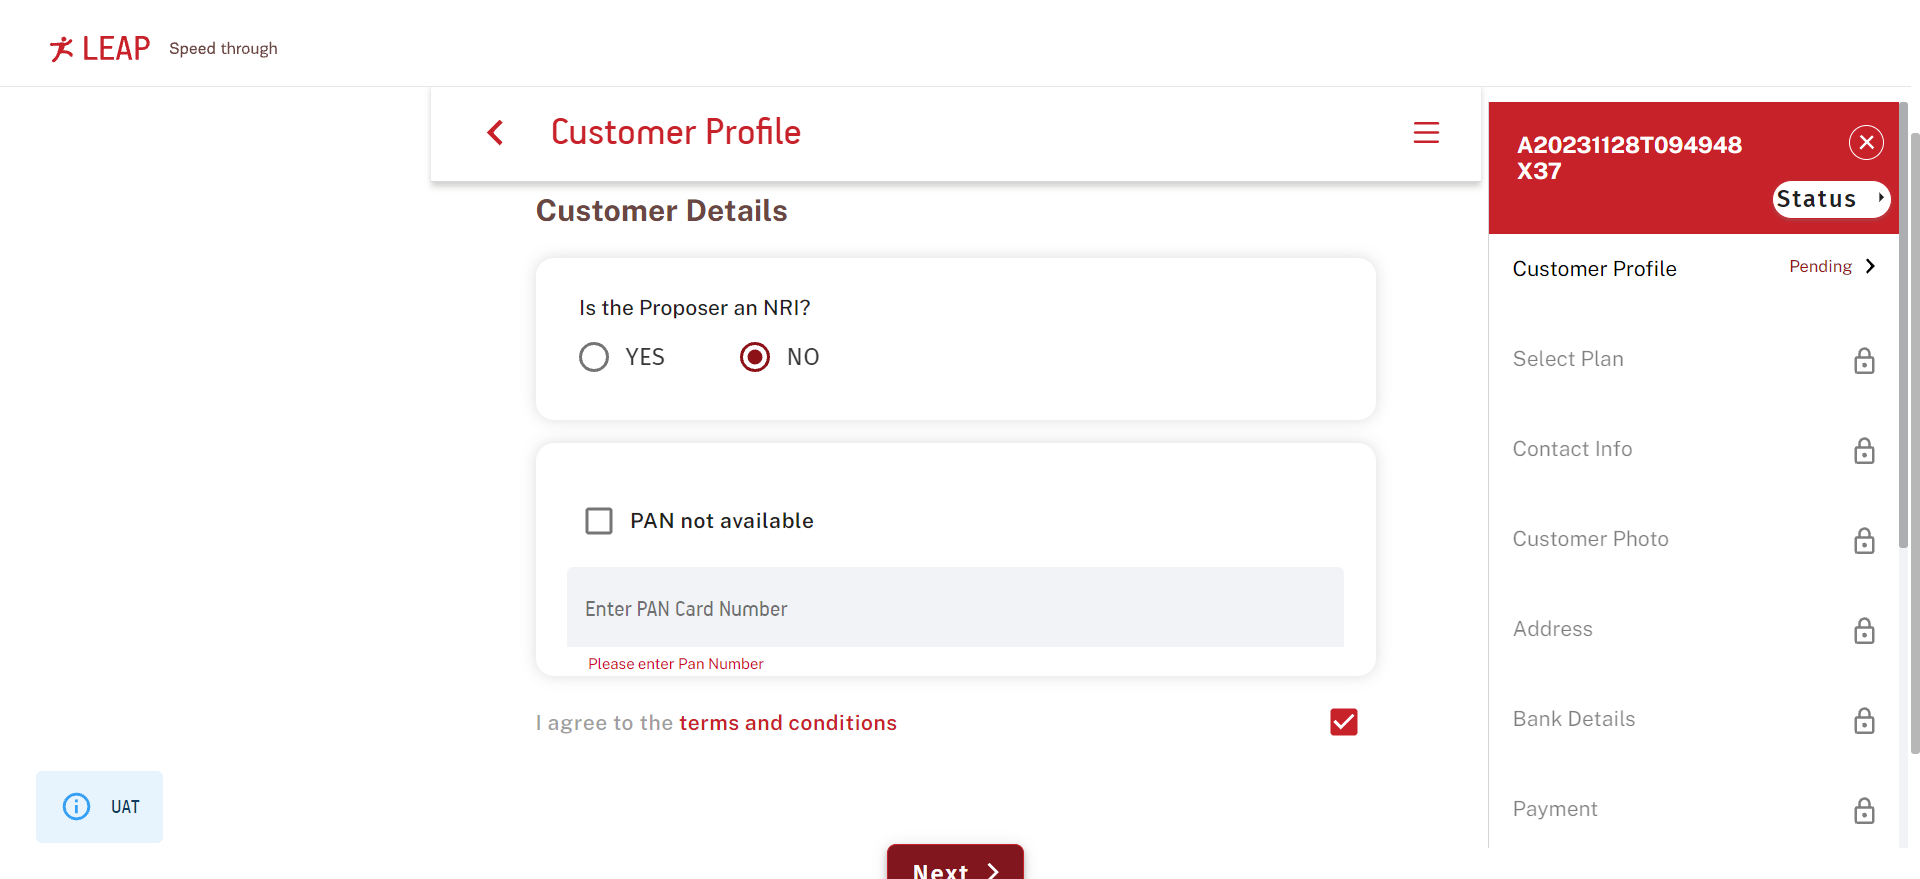 LEAP Speed through
Customer Profile
Customer Details
Is the Proposer an NRI?
YES NO
PAN not available
Enter PAN Card Number
Please enter Pan Number
I agree to the terms and conditions
UAT
Next
A20231128T094948
X37
Status
Customer Profile Pending
Select Plan
Contact Info
Customer Photo
Address
Bank Details
Payment